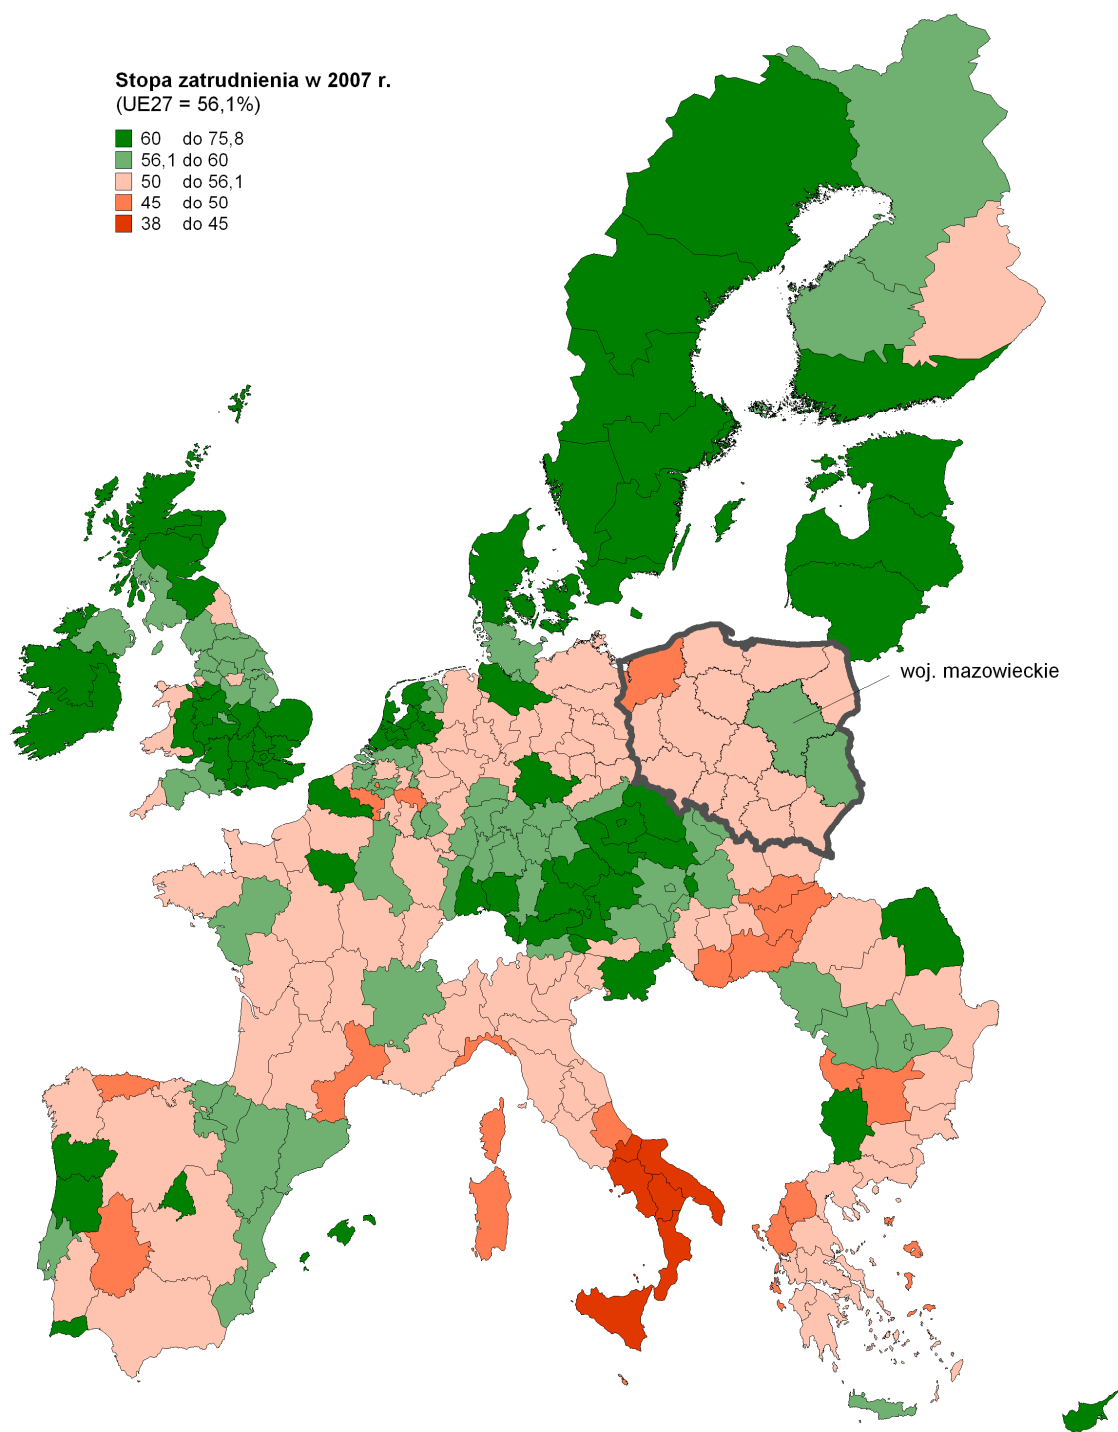 Stopa zatrudnienia w 2007 r.
(UE27 = 56,1%)
60 do 75,8
56,1 do 60
50 do 56,1
45 do 50
38 do 45
woj. mazowieckie